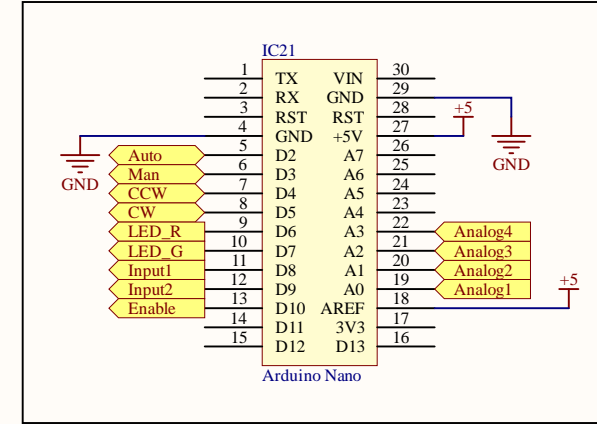 IC21
1 TX VIN 30
2 RX GND 29
3 RST RST 28
+5
4 GND +5V 27
GND
GND
Auto 5 D2 A7 26
Man 6 D3 A6 25
CCW 7 D4 A5 24
CW 8 D5 A4 23
LED_R 9 D6 A3 22 Analog4
LED_G 10 D7 A2 21 Analog3
Input1 11 D8 A1 20 Analog2
Input2 12 D9 A0 19 Analog1
+5
Enable 13 D10 AREF 18
14 D11 3V3 17
15 D12 D13 16
Arduino Nano